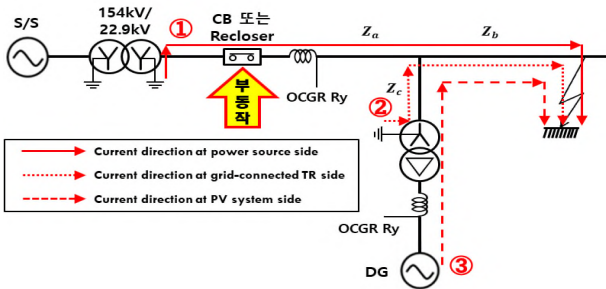 S/S
154kV/
22.9kV
①
CB 또는
Recloser
Za
Zb
OCGR Ry
부동작
②
Zc
Current direction at power source side
Current direction at grid-connected TR side
Current direction at PV system side
OCGR Ry
DG
③